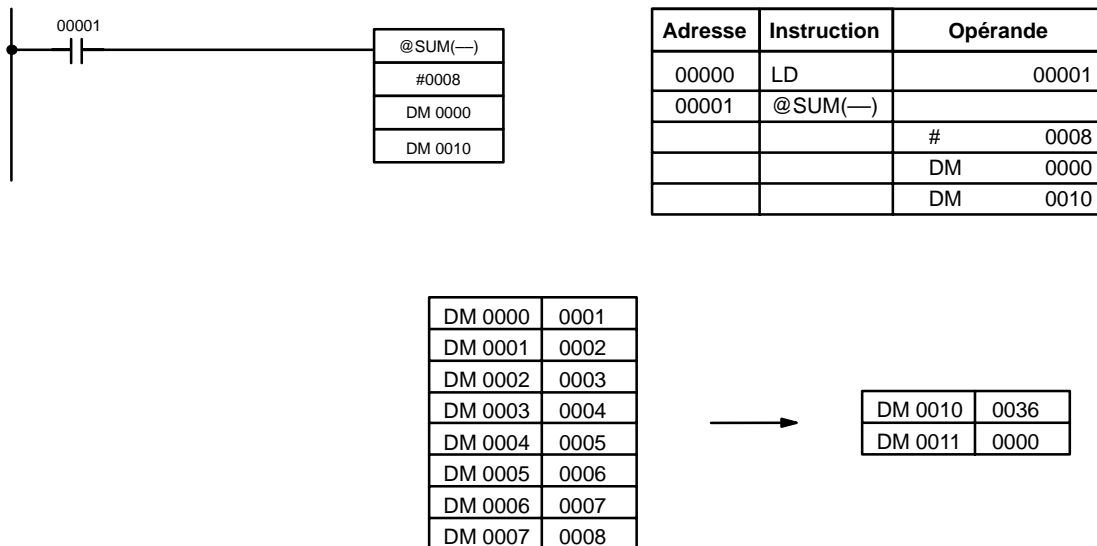 00001
@SUM(––)
#0008
DM 0000
DM 0010
Adresse Instruction Opérande
00000 LD 00001
00001 @SUM(––)
# 0008
DM 0000
DM 0010
DM 0000 0001
DM 0001 0002
DM 0002 0003
DM 0003 0004
DM 0004 0005
DM 0005 0006
DM 0006 0007
DM 0007 0008
DM 0010 0036
DM 0011 0000